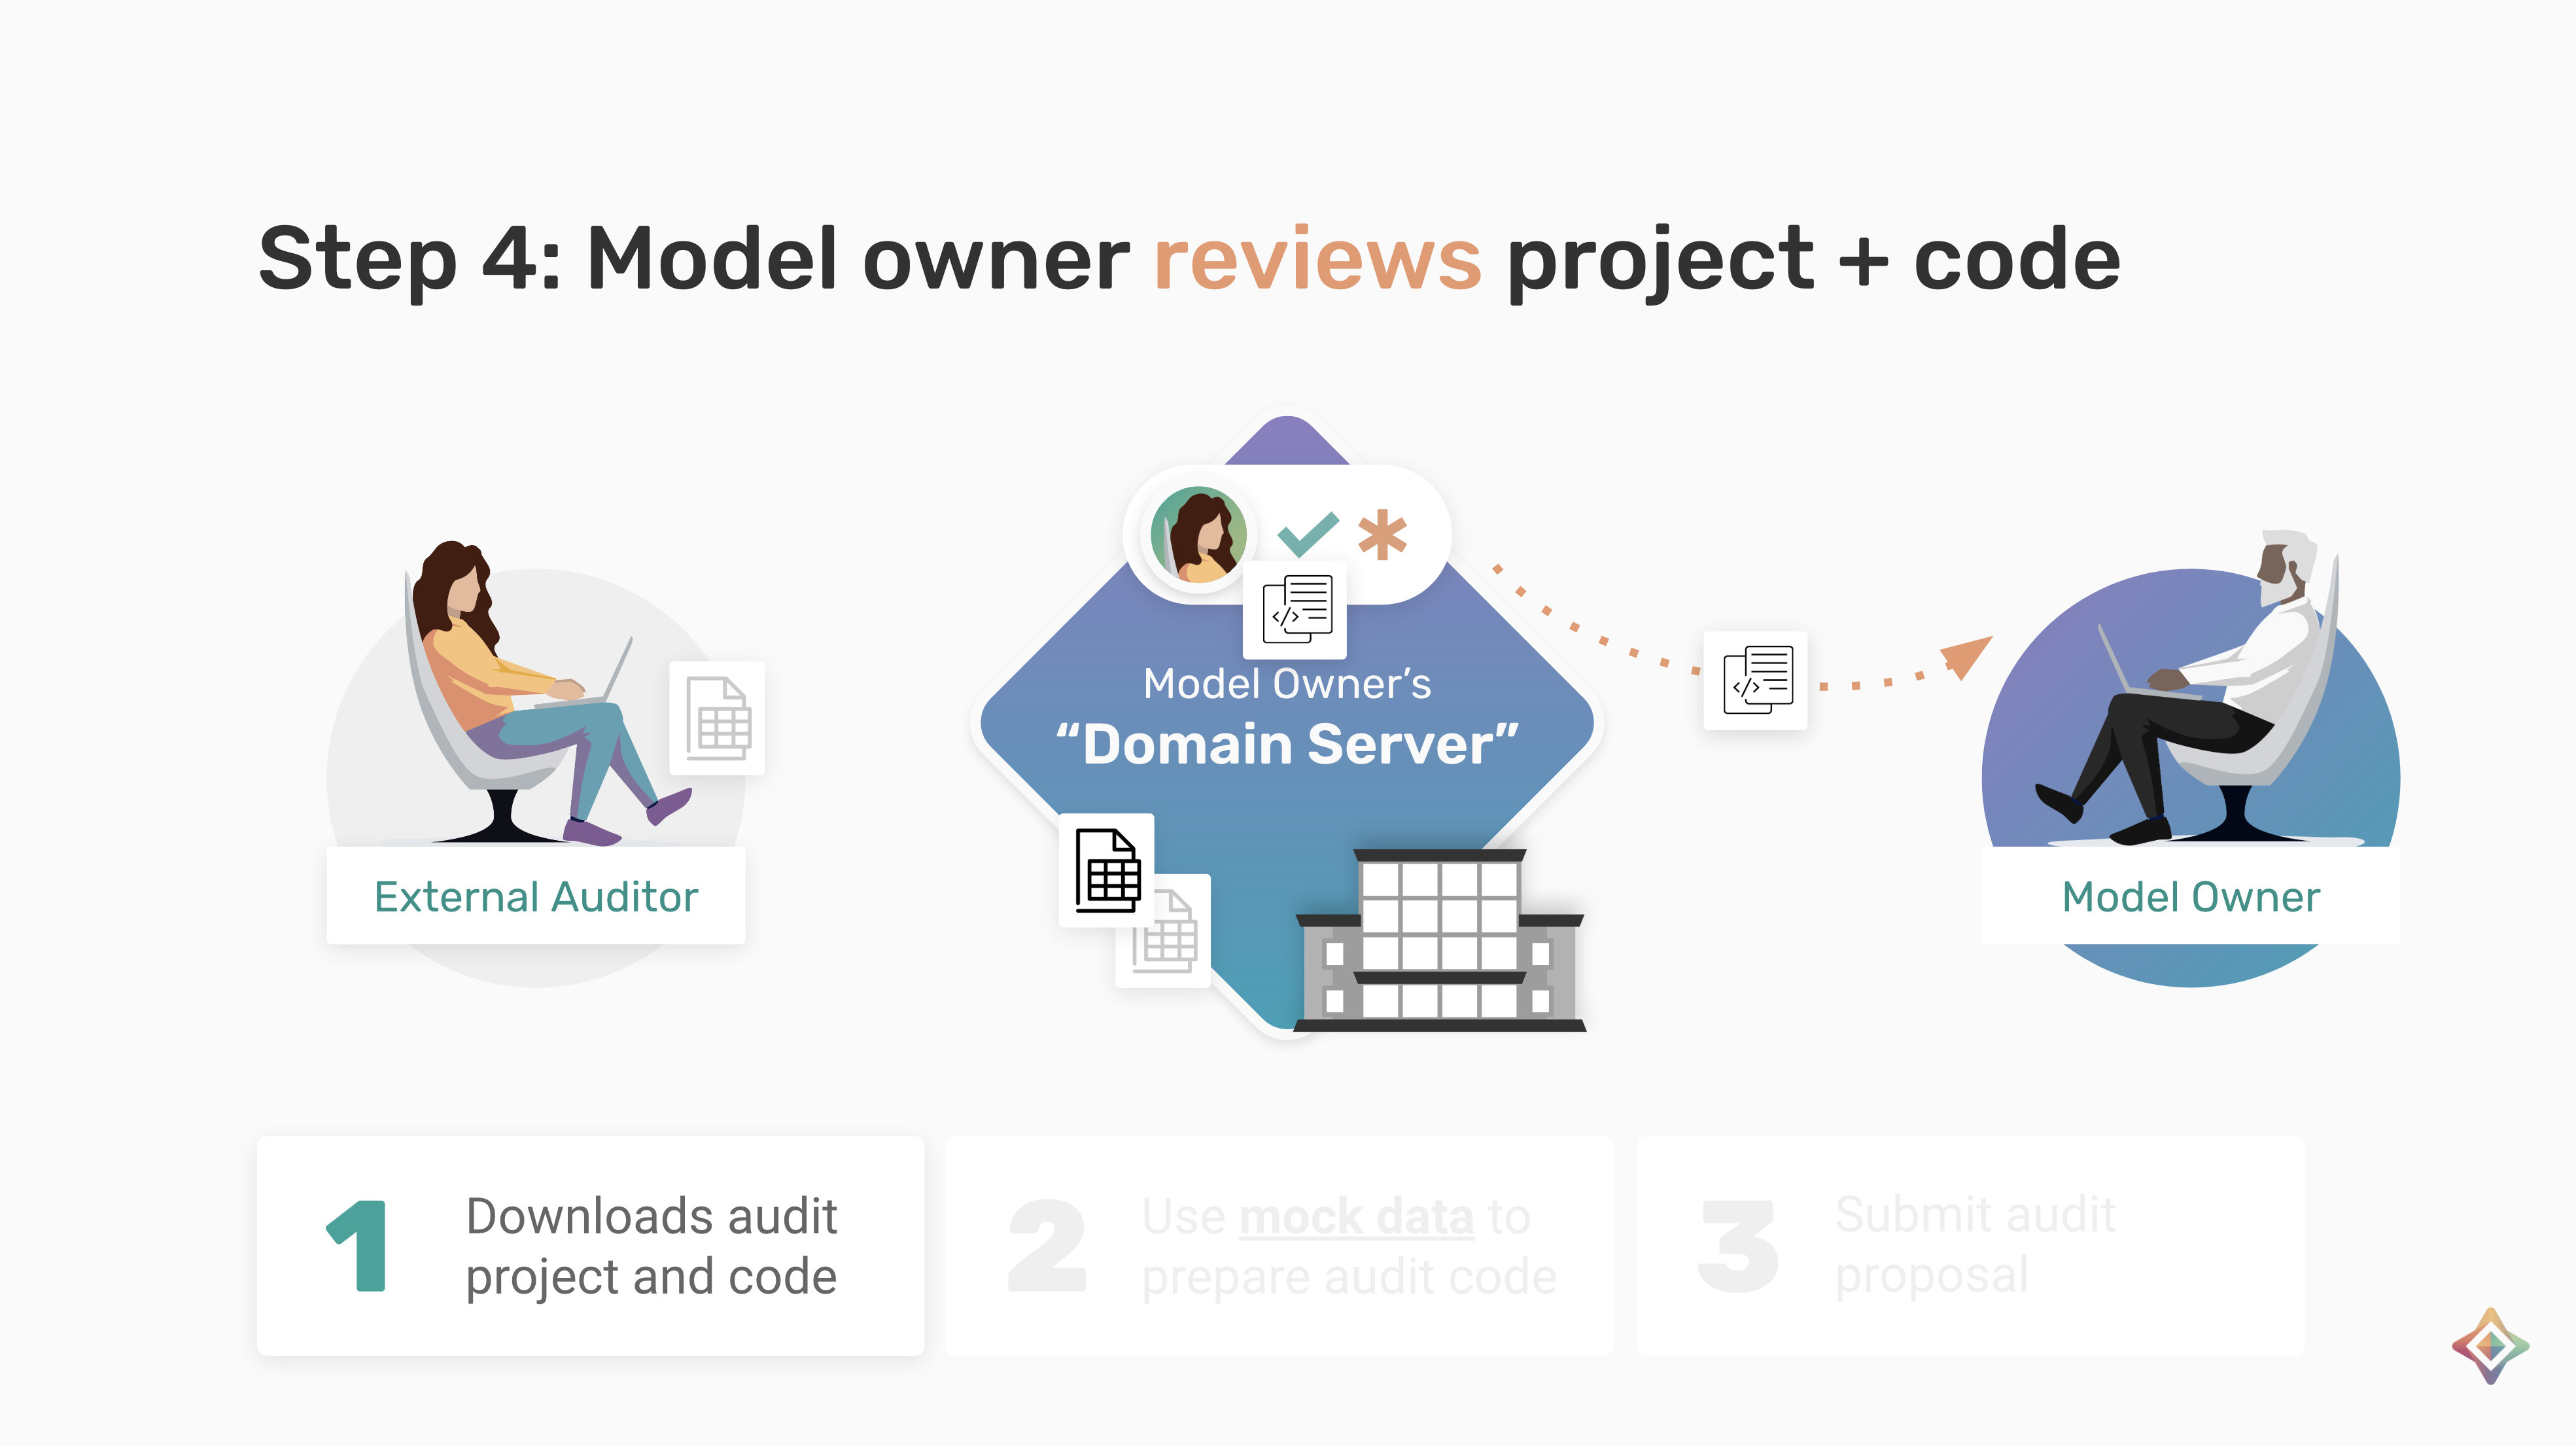 Step 4: Model owner reviews project + code
Model Owner’s
“Domain Server”
</>
</>
External Auditor
Model Owner
1
Downloads audit
project and code
2
Use mock data to
prepare audit code
3
Submit audit
proposal